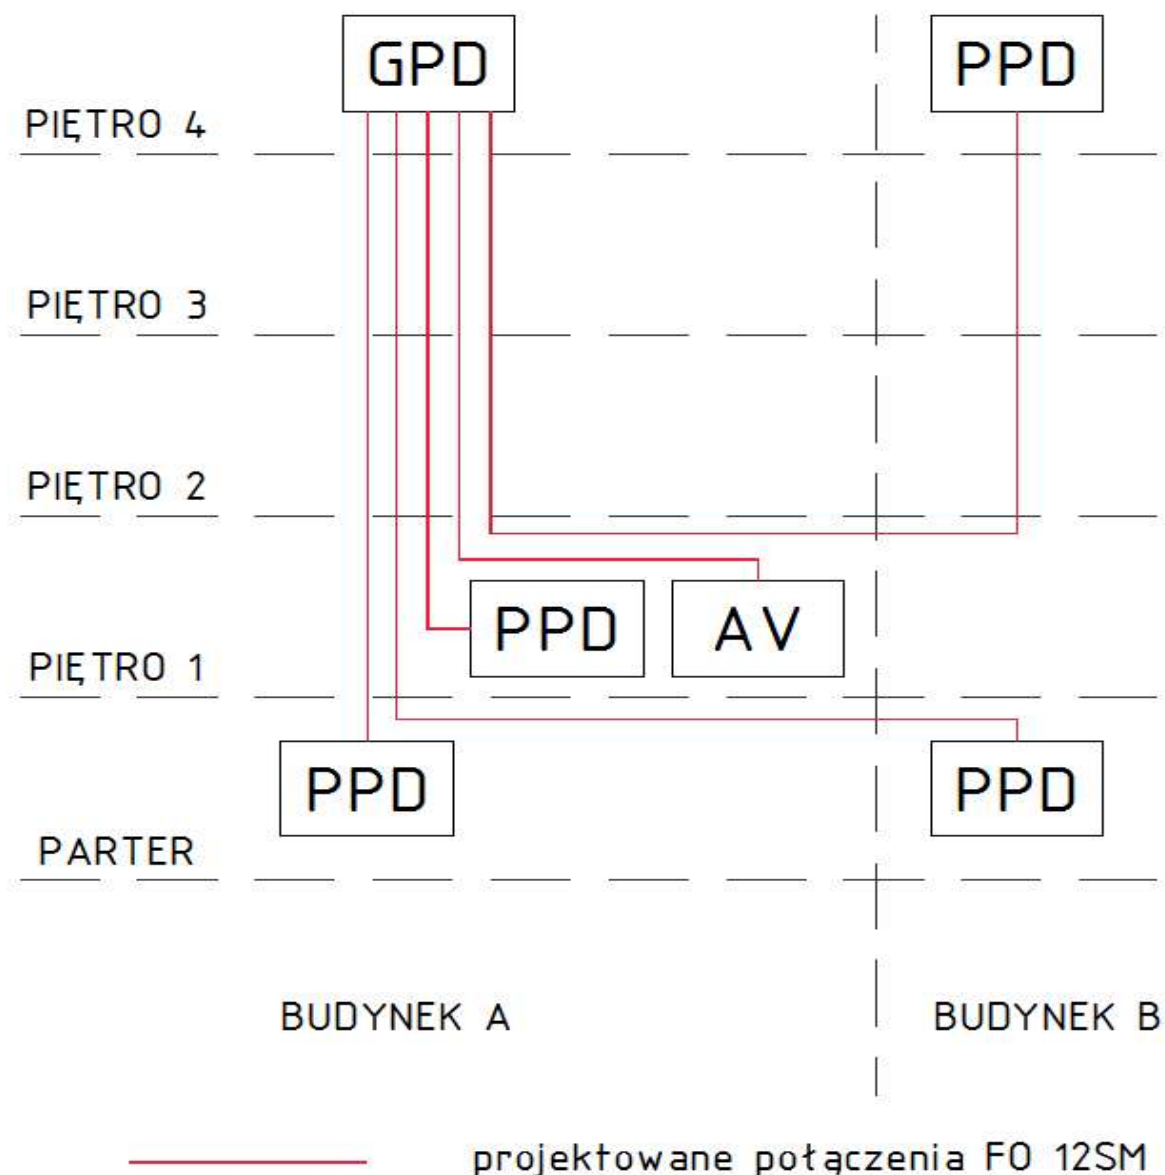 GPD
PPD
PIĘTRO 4
PIĘTRO 3
PIĘTRO 2
PPD
AV
PIĘTRO 1
PPD
PPD
PARTER
BUDYNEK A
BUDYNEK B
projektowane połączenia FO 12SM